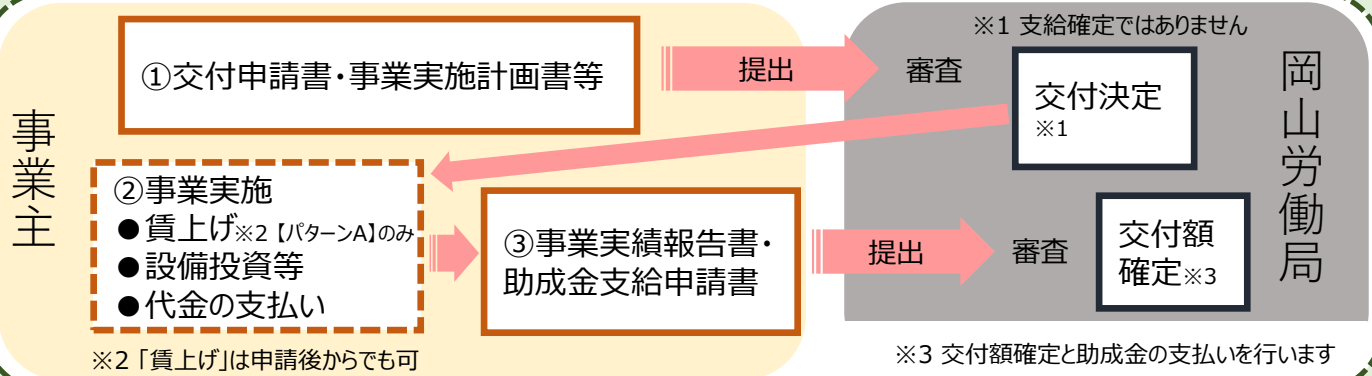 事業主
①交付申請書・事業実施計画書等
提出
審査
※1 支給確定ではありません
交付決定
※1
岡山労働局
②事業実施
●賃上げ※2【パターンA】のみ
●設備投資等
●代金の支払い
③事業実績報告書・
助成金支給申請書
提出
審査
交付額
確定※3
※2「賃上げ」は申請後からでも可
※3 交付額確定と助成金の支払いを行います